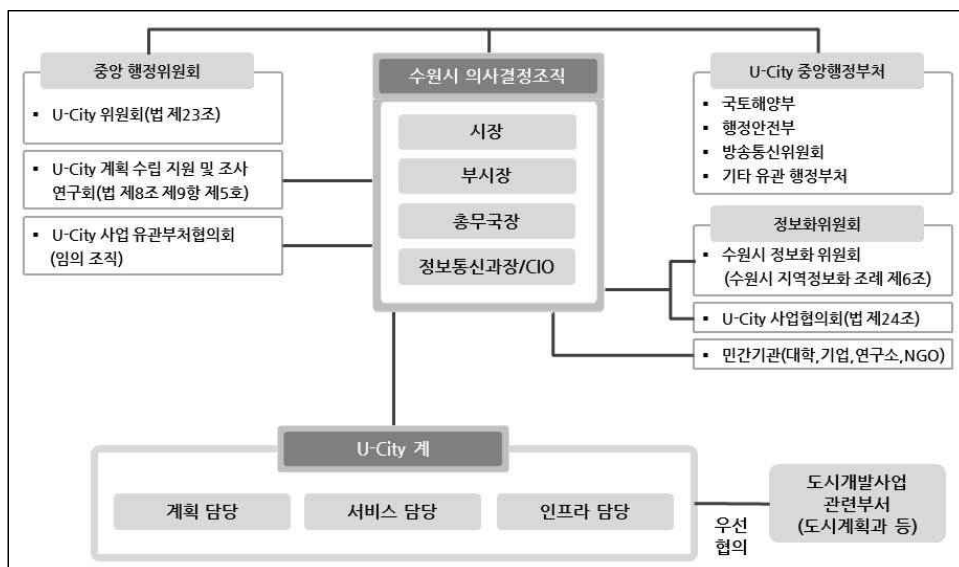 중앙 행정위원회
▪ U-City 위원회(법 제23조)
▪ U-City 계획 수립 지원 및 조사
연구회(법 제8조 제9항 제5호)
▪ U-City 사업 유관부처협의회
(임의 조직)
수원시 의사결정조직
시장
부시장
총무국장
정보통신과장/CIO
U-City 중앙행정부처
▪ 국토해양부
▪ 행정안전부
▪ 방송통신위원회
▪ 기타 유관 행정부처
정보화위원회
▪ 수원시 정보화 위원회
(수원시 지역정보화 조례 제6조)
▪ U-City 사업협의회(법 제24조)
▪ 민간기관(대학,기업,연구소,NGO)
U-City 계
계획 담당
서비스 담당
인프라 담당
우선
협의
도시개발사업
관련부서
(도시계획과 등)